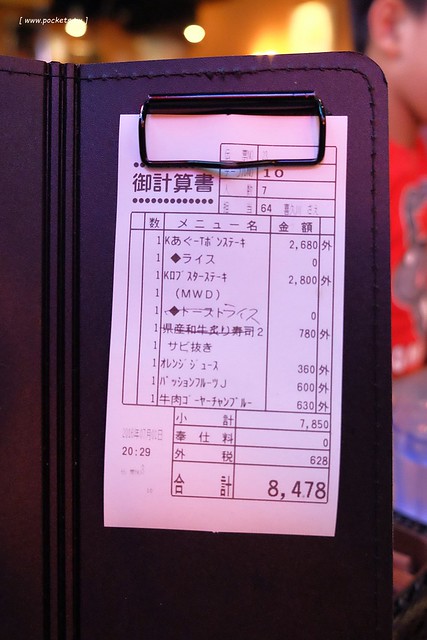 [ www.pocketn.tw ]
御計算書
10
7
64
数 メニュー名 金額
1 KあぐーTボンステーキ 2,680 外
1 ◆ライス 0
1 Kロブスターステーキ 2,800 外
1 (MWD)
1 ◆トーストライス 0
1 県産和牛炙り寿司2 780 外
1 サビ抜き
1 オレンジジュース 360 外
1 パッションフルーツJ 600 外
1 牛肉ゴーヤーチャンプルー 630 外
小計 7,850
奉仕料 0
20:29
外税 628
合計 8,478